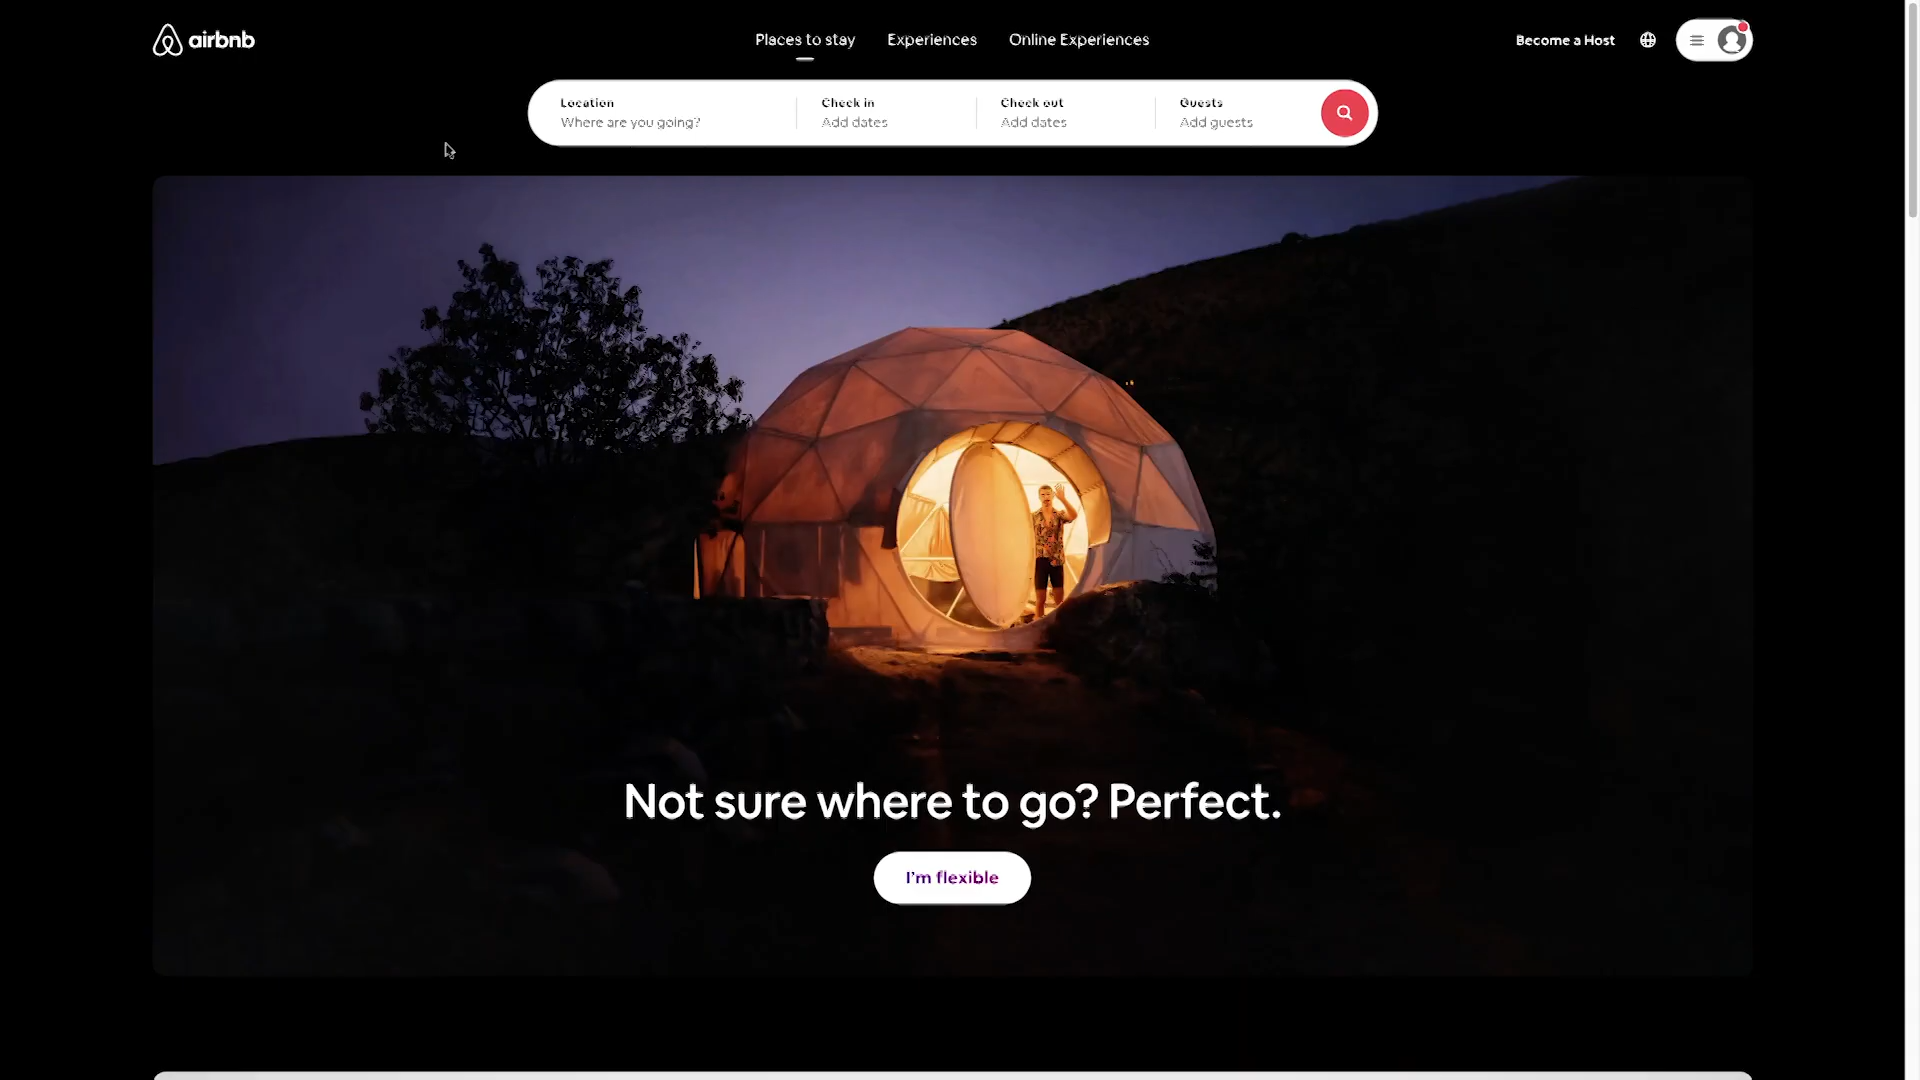 airbnb
Places to stay
Experiences
Online Experiences
Become a Host
Location
Where are you going?
Check in
Add dates
Check out
Add dates
Guests
Add guests
Not sure where to go? Perfect.
I'm flexible